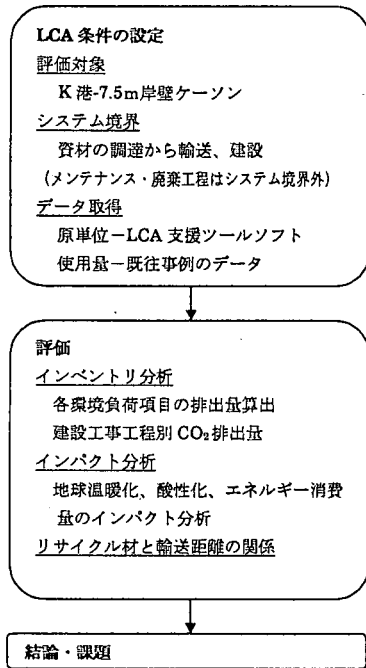 LCA 条件の設定
評価対象
K 港-7.5m岸壁ケーソン
システム境界
資材の調達から輸送、建設
(メンテナンス・廃棄工程はシステム境界外)
データ取得
原単位－LCA 支援ツールソフト
使用量－既往事例のデータ
評価
インベントリ分析
各環境負荷項目の排出量算出
建設工事工程別 CO₂排出量
インパクト分析
地球温暖化、酸性化、エネルギー消費
量のインパクト分析
リサイクル材と輸送距離の関係
結論・課題